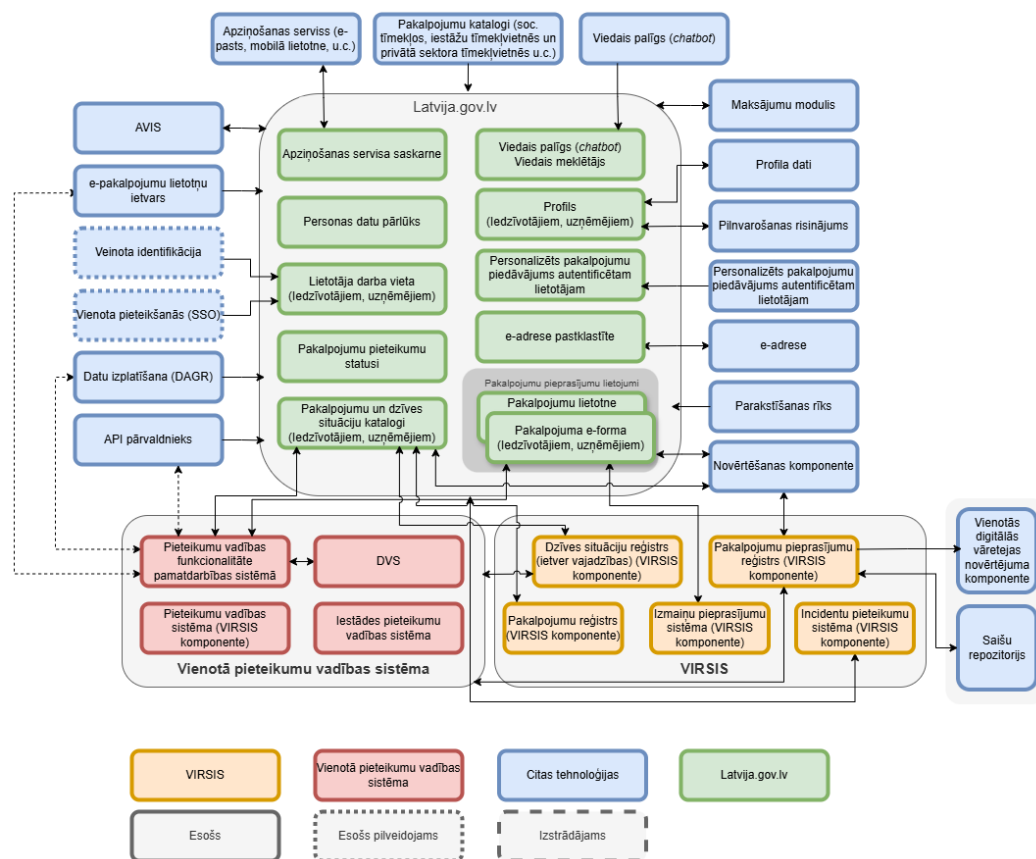 Apziņošanas serviss (e-
pasts, mobilā lietotne, u.c.)
Pakalpojumu katalogi (soc.
tīmekļos, iestāžu tīmekļvietnēs un
privātā sektora tīmekļvietnēs u.c.)
Viedais palīgs (chatbot)
Latvija.gov.lv
AVIS
e-pakalpojumu lietotņu
ietvars
Veinota identifikācija
Vienota pieteikšanās (SSO)
Datu izplatīšana (DAGR)
API pārvaldnieks
Apziņošanas servisa saskarne
Personas datu pārlūks
Lietotāja darba vieta
(Iedzīvotājiem, uzņēmējiem)
Pakalpojumu pieteikumu
statusi
Pakalpojumu un dzīves
situāciju katalogi
(Iedzīvotājiem, uzņēmējiem)
Viedais palīgs (chatbot)
Viedais meklētājs
Profils
(Iedzīvotājiem, uzņēmējiem)
Personalizēts pakalpojumu
piedāvājums autentificētam
lietotājam
e-adrese pastklastīte
Pakalpojumu pieprasījumu lietojumi
Pakalpojumu lietotne
Pakalpojuma e-forma
(Iedzīvotājiem, uzņēmējiem)
Maksājumu modulis
Profila dati
Pilnvarošanas risinājums
Personalizēts pakalpojumu
piedāvājums autentificētam
lietotājam
e-adrese
Parakstīšanas rīks
Novērtēšanas komponente
Pieteikumu vadības
funkcionalitāte
pamatdarbības sistēmā
DVS
Pieteikumu vadības
sistēma (VIRSIS
komponente)
Iestādes pieteikumu
vadības sistēma
Vienotā pieteikumu vadības sistēma
Dzīves situāciju reģistrs
(ietver vajadzības) (VIRSIS
komponente)
Pakalpojumu pieprasījumu
reģistrs (VIRSIS
komponente)
Pakalpojumu reģistrs
(VIRSIS komponente)
Izmaiņu pieprasījumu
sistēma (VIRSIS
komponente)
Incidentu pieteikumu
sistēma (VIRSIS
komponente)
VIRSIS
Vienotās
digitālās
vāretejas
novērtējuma
komponente
Saišu
repozitorijs
VIRSIS
Vienotā pieteikumu vadības
sistēma
Citas tehnoloģijas
Latvija.gov.lv
Esošs
Esošs pilveidojams
Izstrādājams